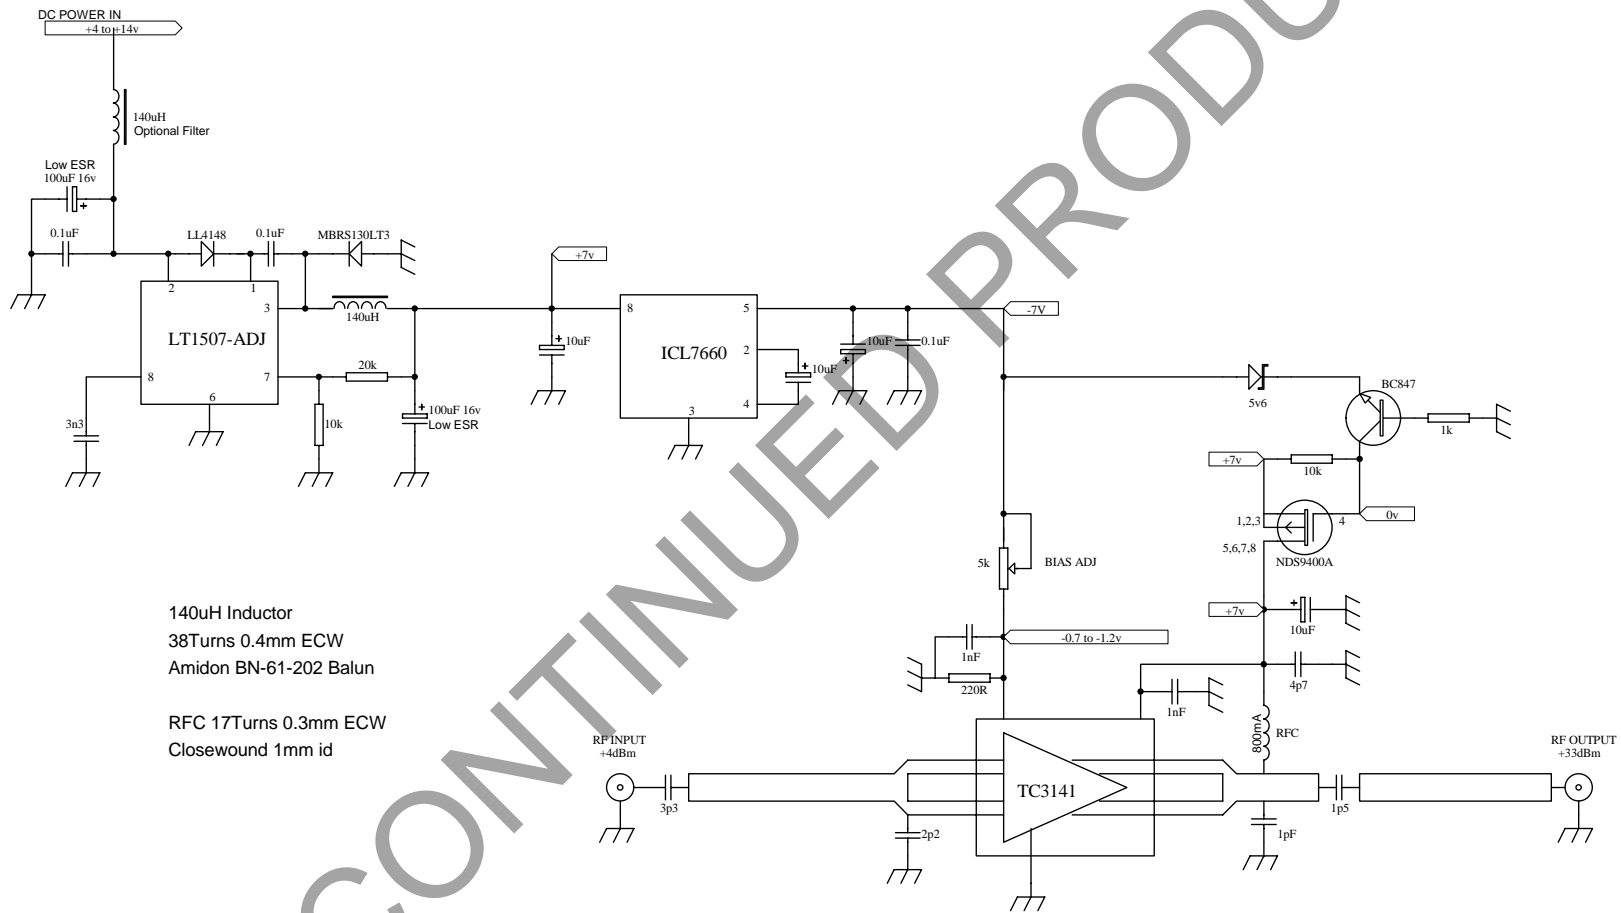 DC POWER IN
+4 to +14v
140uH
Optional Filter
Low ESR
100uF 16v
+
0.1uF
LL4148
0.1uF
MBRS130LT3
2
1
3
LT1507-ADJ
8
7
6
140uH
20k
10k
3n3
+
100uF 16v
Low ESR
+7v
+
10uF
8
5
ICL7660
2
4
3
+
10uF
10uF
+
0.1uF
-7V
5v6
BC847
1k
+7v
10k
1,2,3
4
0v
5,6,7,8
NDS9400A
5k
BIAS ADJ
+7v
+
10uF
-0.7 to -1.2v
1nF
220R
4p7
1nF
800mA
RFC
140uH Inductor
38Turns 0.4mm ECW
Amidon BN-61-202 Balun
RFC 17Turns 0.3mm ECW
Closewound 1mm id
RF INPUT
+4dBm
3p3
2p2
TC3141
1pF
1p5
RF OUTPUT
+33dBm
CONTINUED PRODU